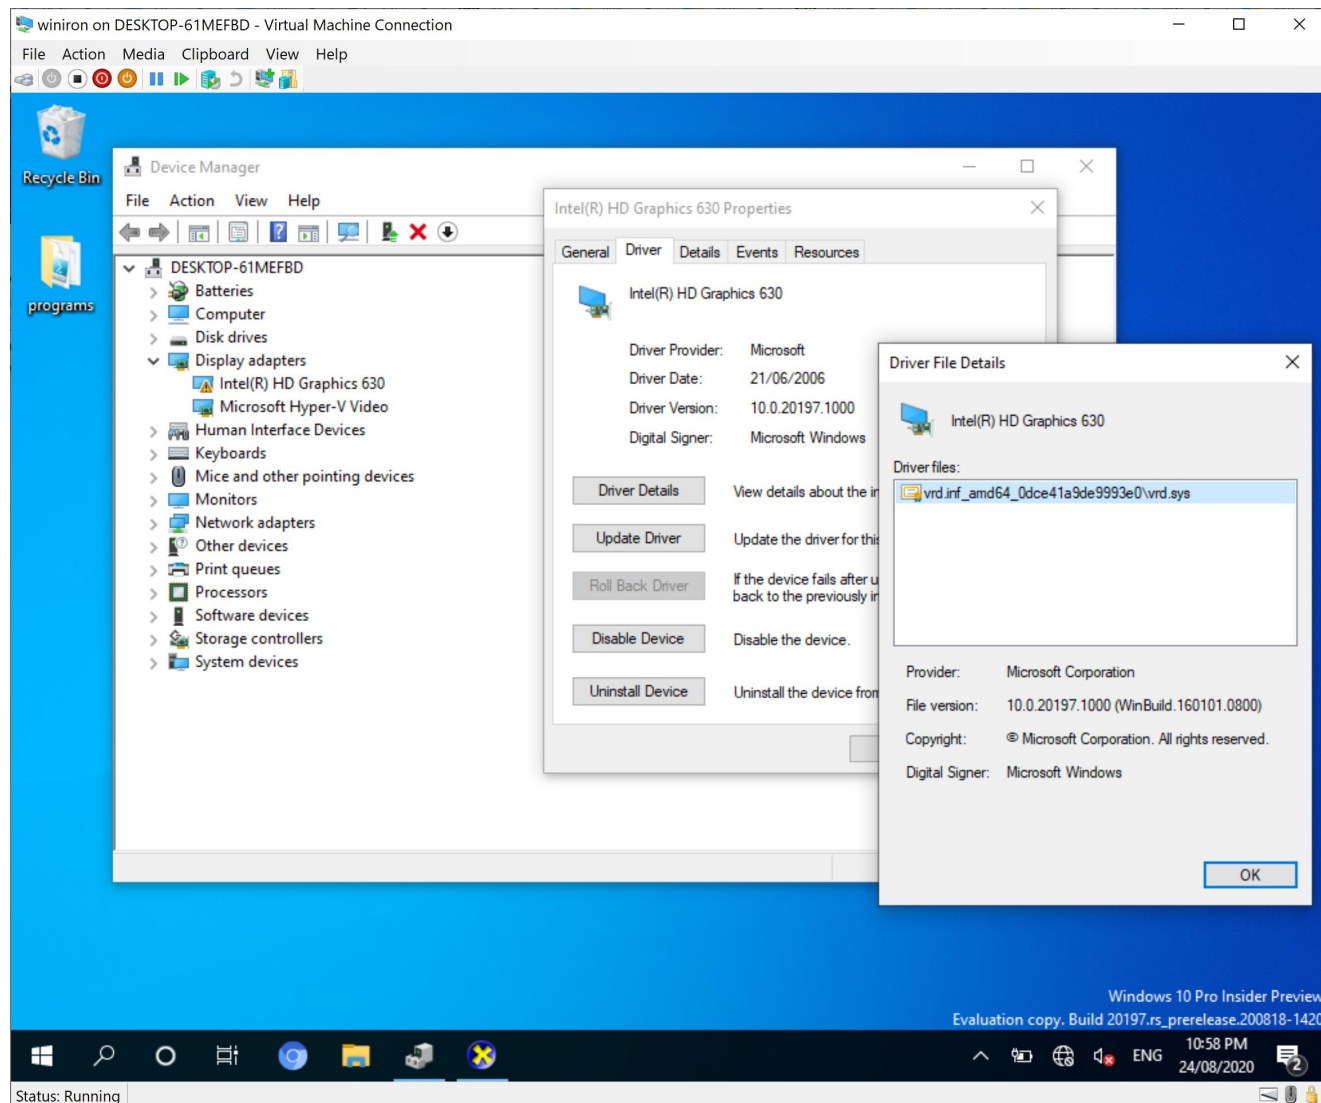 winiron on DESKTOP-61MEFBD - Virtual Machine Connection
File Action Media Clipboard View Help
Recycle Bin
programs
Device Manager
File Action View Help
DESKTOP-61MEFBD
Batteries
Computer
Disk drives
Display adapters
Intel(R) HD Graphics 630
Microsoft Hyper-V Video
Human Interface Devices
Keyboards
Mice and other pointing devices
Monitors
Network adapters
Other devices
Print queues
Processors
Software devices
Storage controllers
System devices
Intel(R) HD Graphics 630 Properties
General Driver Details Events Resources
Intel(R) HD Graphics 630
Driver Provider: Microsoft
Driver Date: 21/06/2006
Driver Version: 10.0.20197.1000
Digital Signer: Microsoft Windows
Driver Details View details about the in
Update Driver Update the driver for this
Roll Back Driver If the device fails after u
back to the previously in
Disable Device Disable the device.
Uninstall Device Uninstall the device from
Driver File Details
Intel(R) HD Graphics 630
Driver files:
vrd.inf_amd64_0dce41a9de9993e0\vrd.sys
Provider: Microsoft Corporation
File version: 10.0.20197.1000 (WinBuild.160101.0800)
Copyright: © Microsoft Corporation. All rights reserved.
Digital Signer: Microsoft Windows
OK
Windows 10 Pro Insider Preview
Evaluation copy. Build 20197.rs_prerelease.200818-1420
ENG
10:58 PM
24/08/2020
2
Status: Running